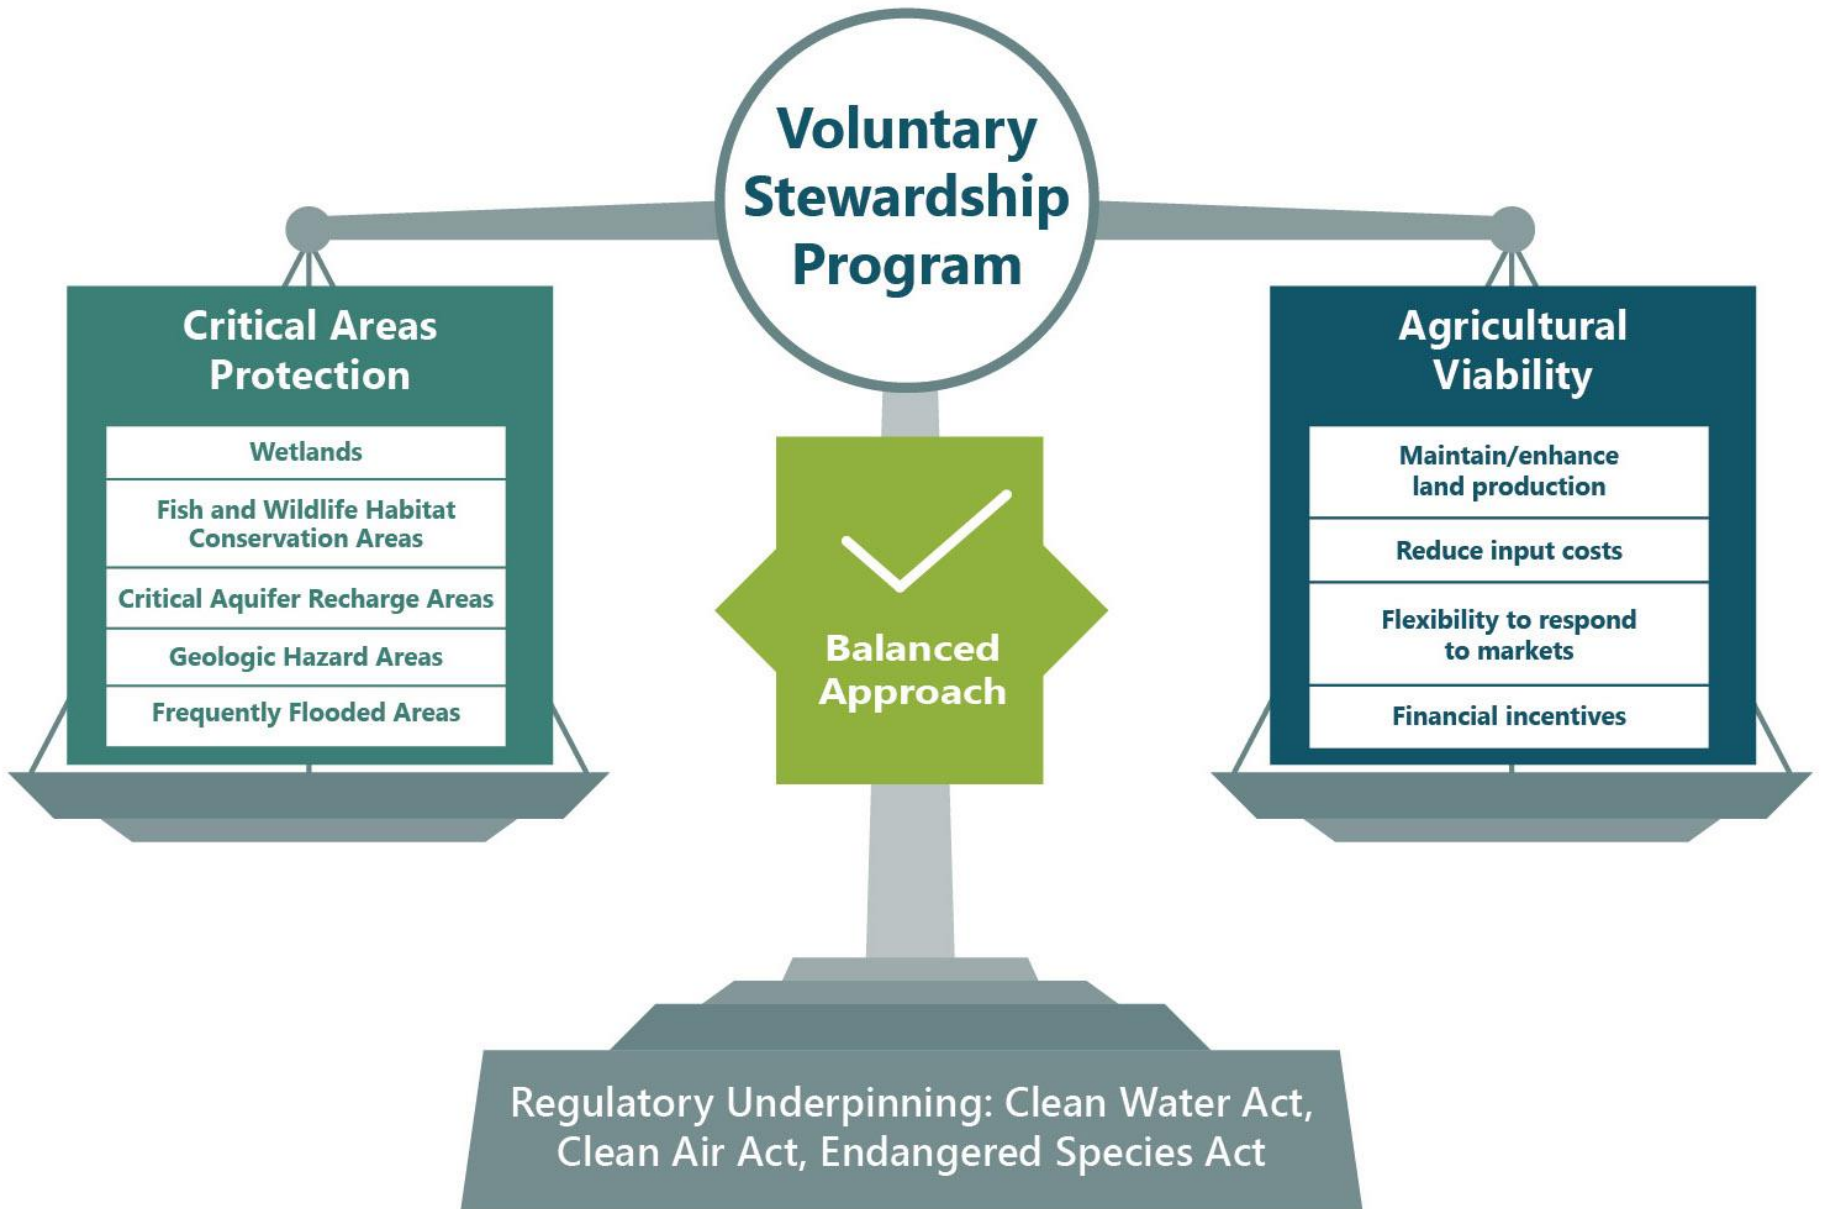 Voluntary
Stewardship
Program
Critical Areas
Protection
Wetlands
Fish and Wildlife Habitat
Conservation Areas
Critical Aquifer Recharge Areas
Geologic Hazard Areas
Frequently Flooded Areas
Balanced
Approach
Agricultural
Viability
Maintain/enhance
land production
Reduce input costs
Flexibility to respond
to markets
Financial incentives
Regulatory Underpinning: Clean Water Act,
Clean Air Act, Endangered Species Act